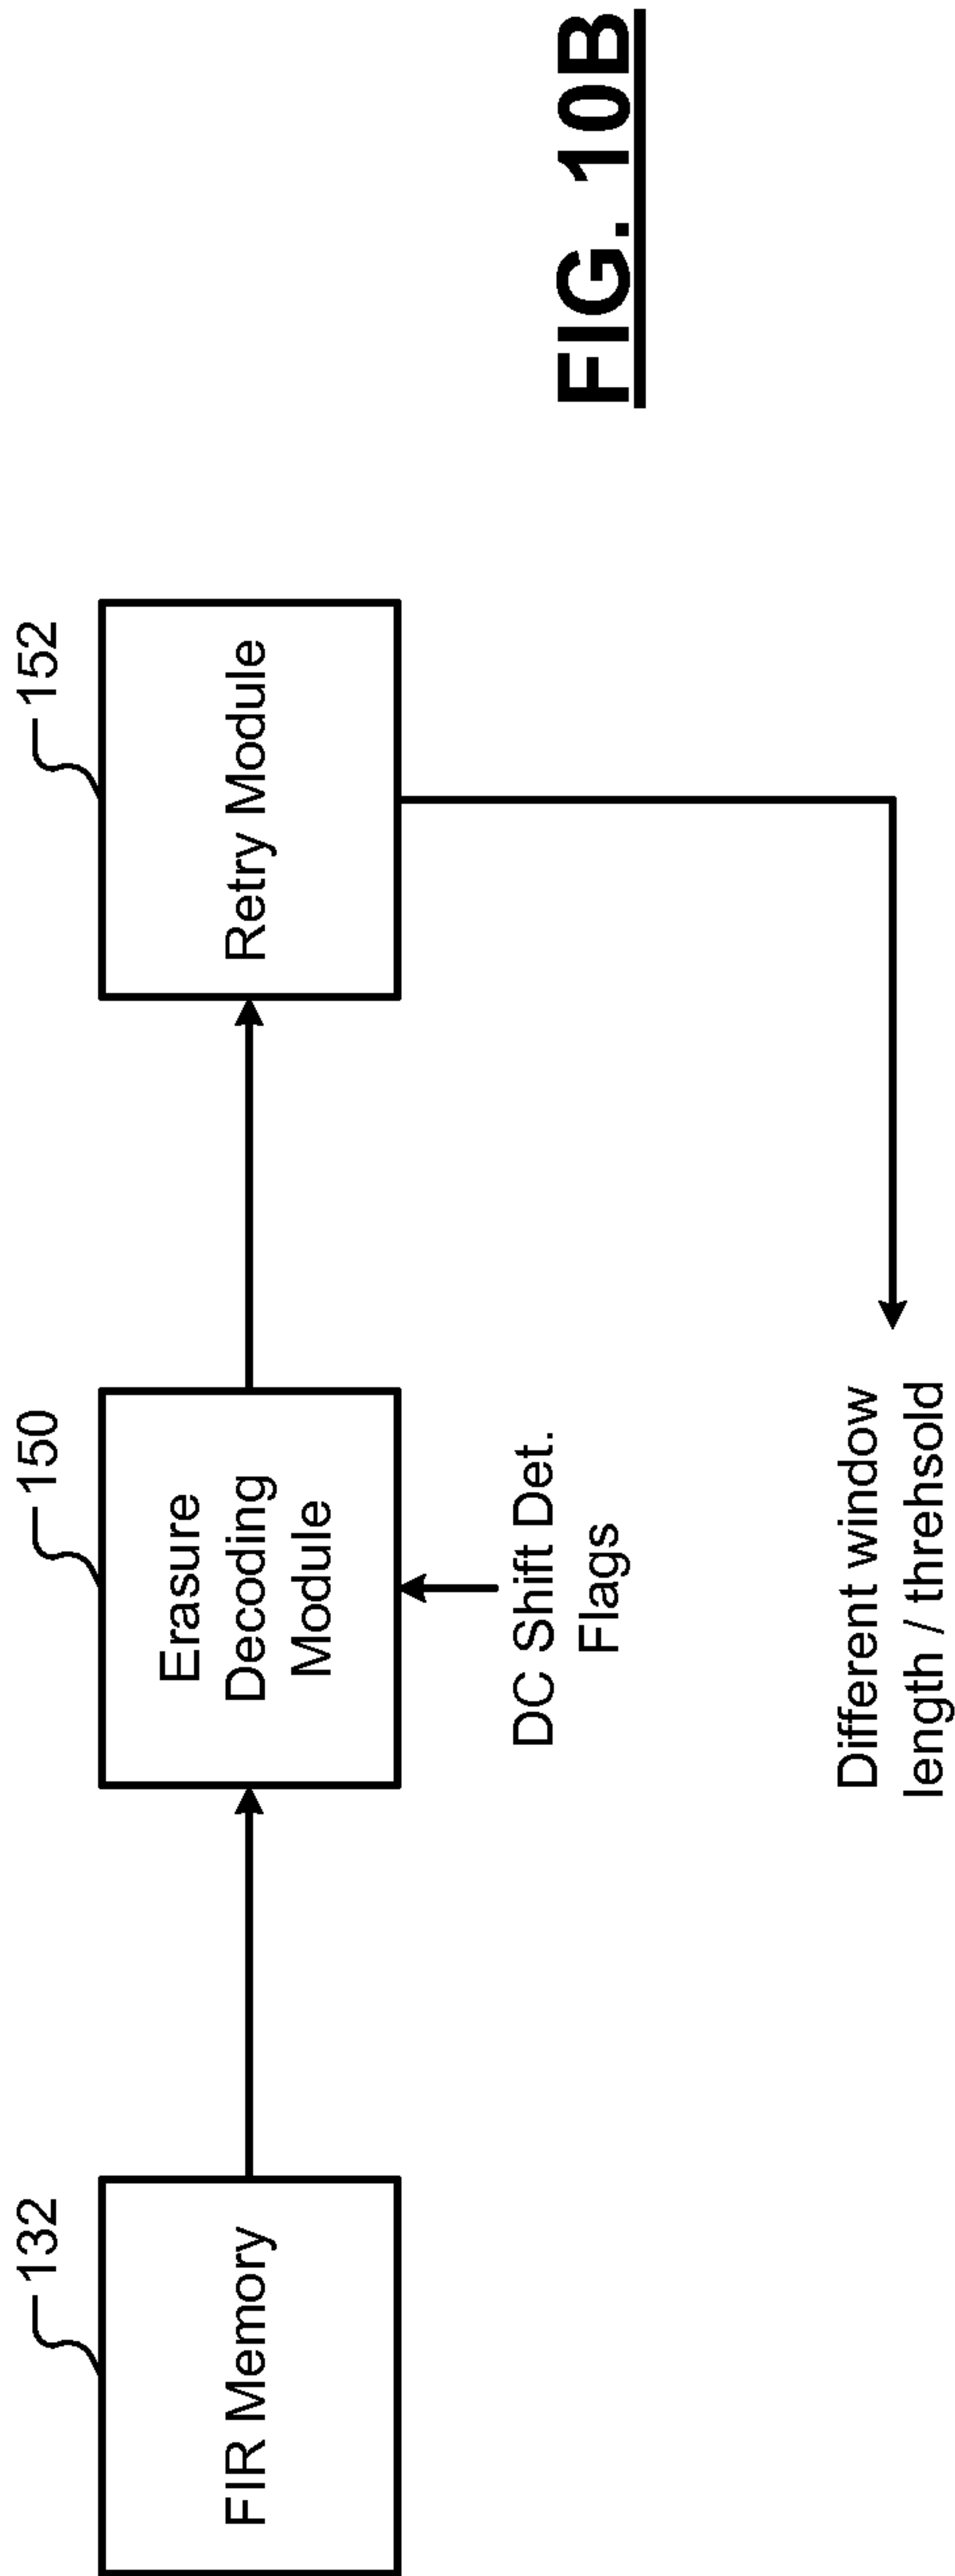 132
150
152
FIR Memory
Erasure
Decoding
Module
Retry Module
DC Shift Det.
Flags
Different window
length / threhsold
FIG. 10B